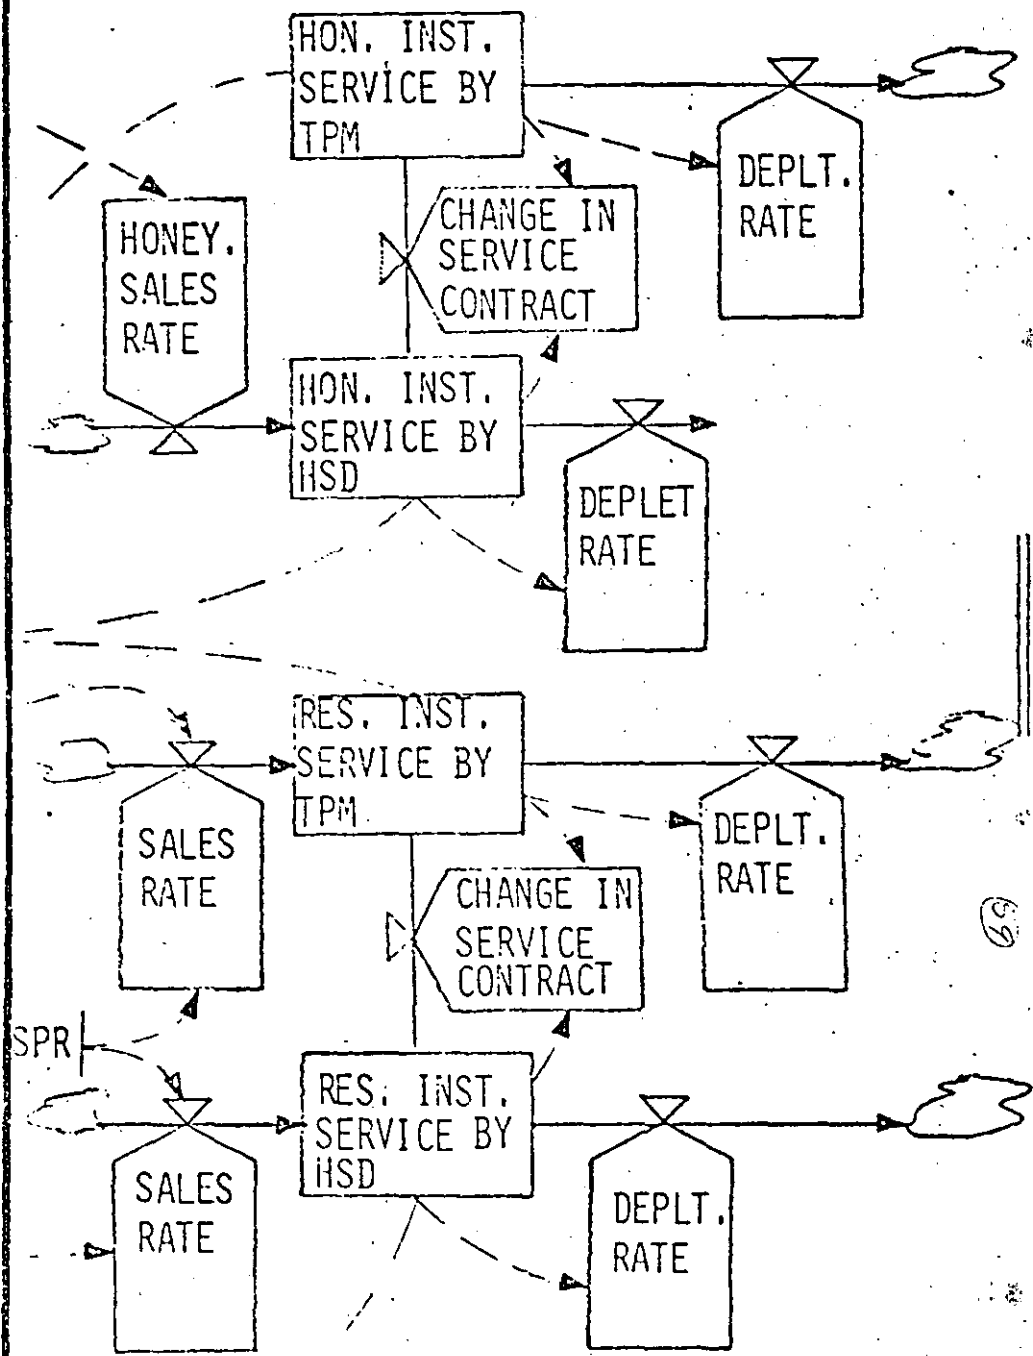 HON. INST.
SERVICE BY
TPM
DEPLT.
RATE
CHANGE IN
SERVICE
CONTRACT
HONEY.
SALES
RATE
HON. INST.
SERVICE BY
HSD
DEPLET
RATE
RES. INST.
SERVICE BY
TPM
SALES
RATE
DEPLT.
RATE
CHANGE IN
SERVICE
CONTRACT
59
SPR
RES. INST.
SERVICE BY
HSD
SALES
RATE
DEPLT.
RATE